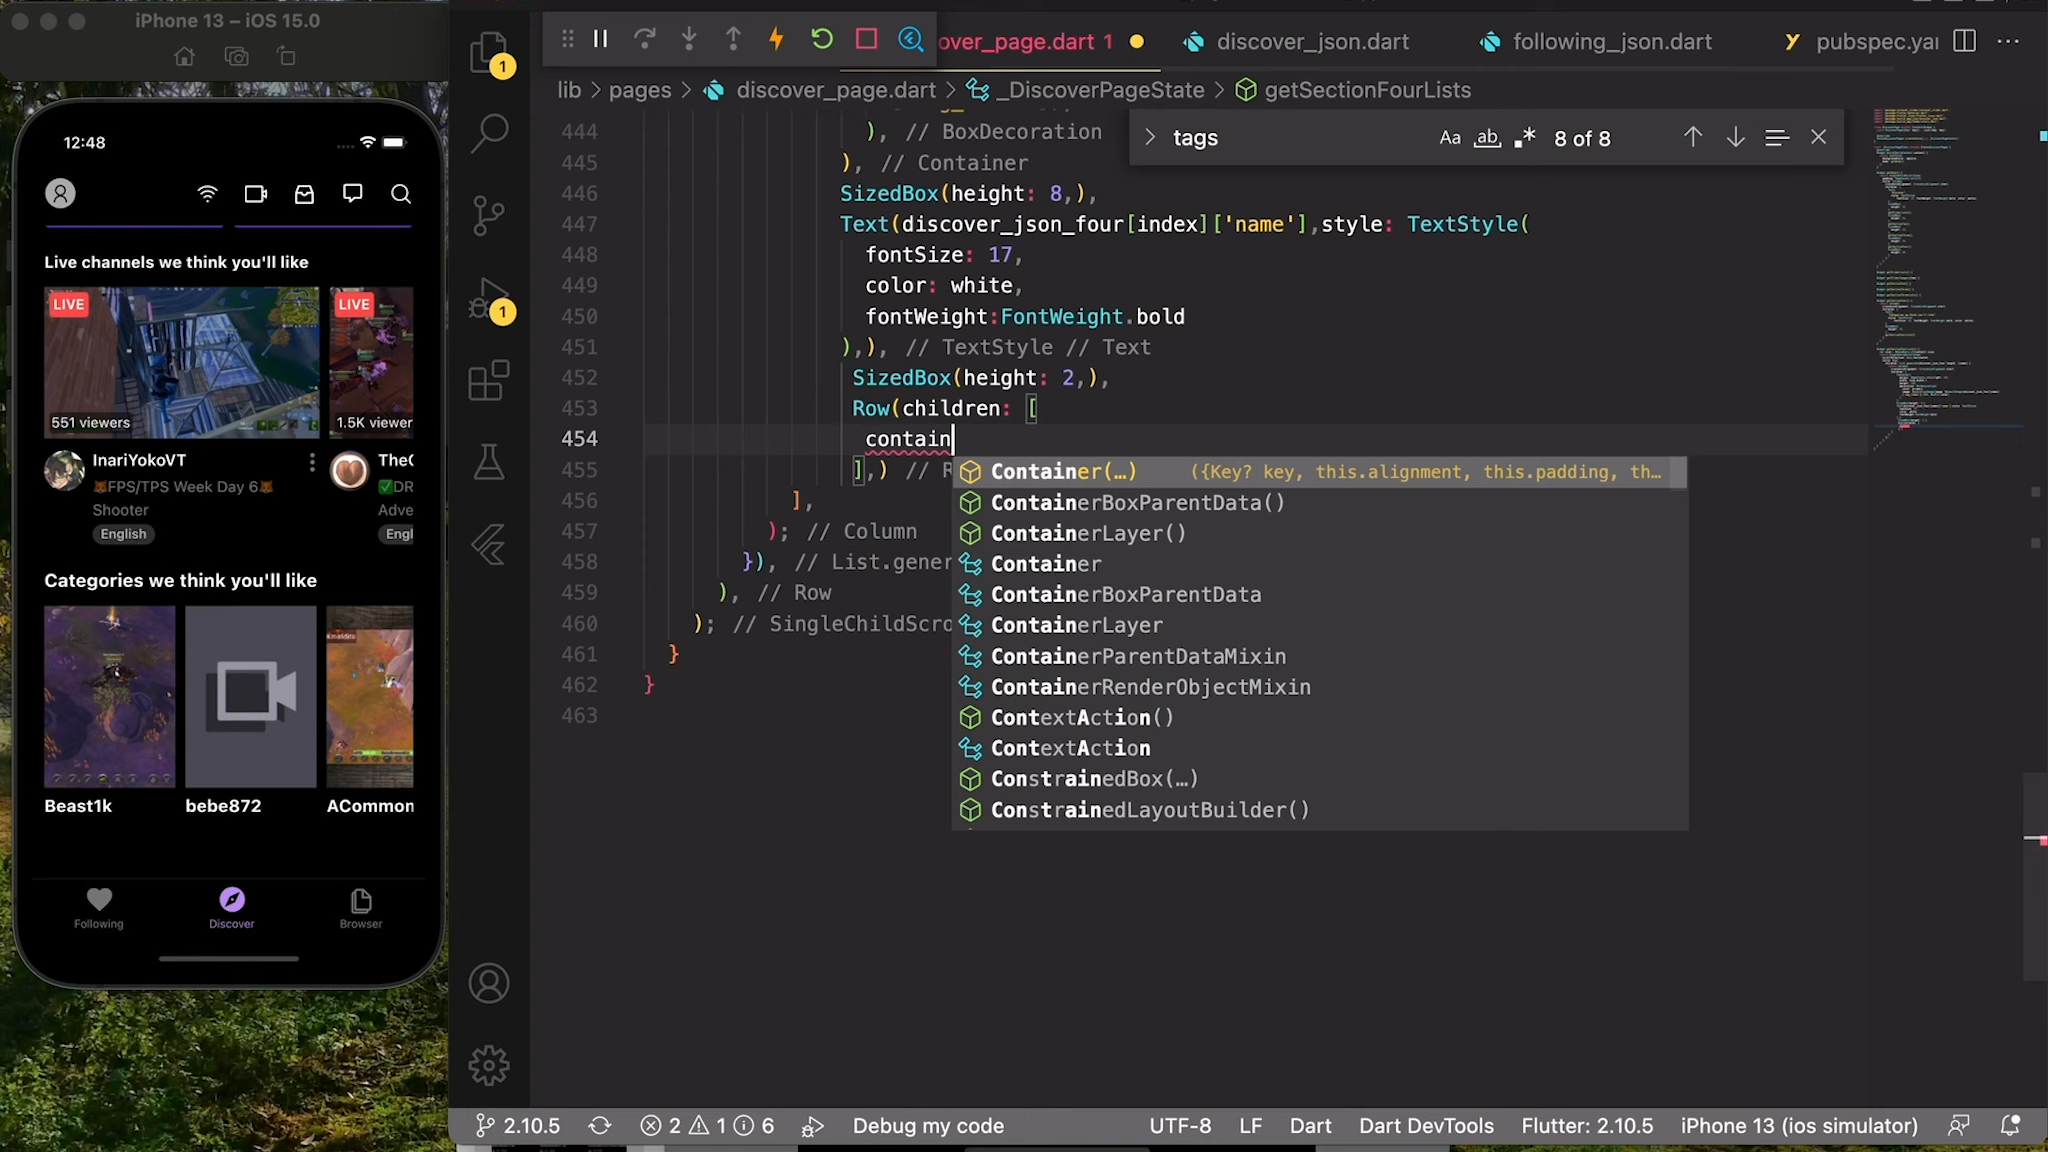 iPhone 13 – iOS 15.0
12:48
Live channels we think you'll like
LIVE
LIVE
551 viewers
1.5K viewer
InariYokoVT
FPS/TPS Week Day 6
Shooter
English
TheC
DR
Adve
Engl
Categories we think you'll like
Beast1k
bebe872
ACommon
Following
Discover
Browser
1
1
over_page.dart 1
discover_json.dart
following_json.dart
pubspec.yar
lib > pages > discover_page.dart > _DiscoverPageState > getSectionFourLists
tags
Aa
ab
8 of 8
444 ), // BoxDecoration
445 ), // Container
446 SizedBox(height: 8,),
447 Text(discover_json_four[index]['name'],style: TextStyle(
448 fontSize: 17,
449 color: white,
450 fontWeight:FontWeight.bold
451 ),), // TextStyle // Text
452 SizedBox(height: 2,),
453 Row(children: [
454 contain
455 ],) // R
456 ],
457 ); // Column
458 }), // List.gener
459 ), // Row
460 ); // SingleChildScro
461 }
462 }
463
Container(…) ({Key? key, this.alignment, this.padding, th…
ContainerBoxParentData()
ContainerLayer()
Container
ContainerBoxParentData
ContainerLayer
ContainerParentDataMixin
ContainerRenderObjectMixin
ContextAction()
ContextAction
ConstrainedBox(…)
ConstrainedLayoutBuilder()
2.10.5
2 1 6
Debug my code
UTF-8
LF
Dart
Dart DevTools
Flutter: 2.10.5
iPhone 13 (ios simulator)